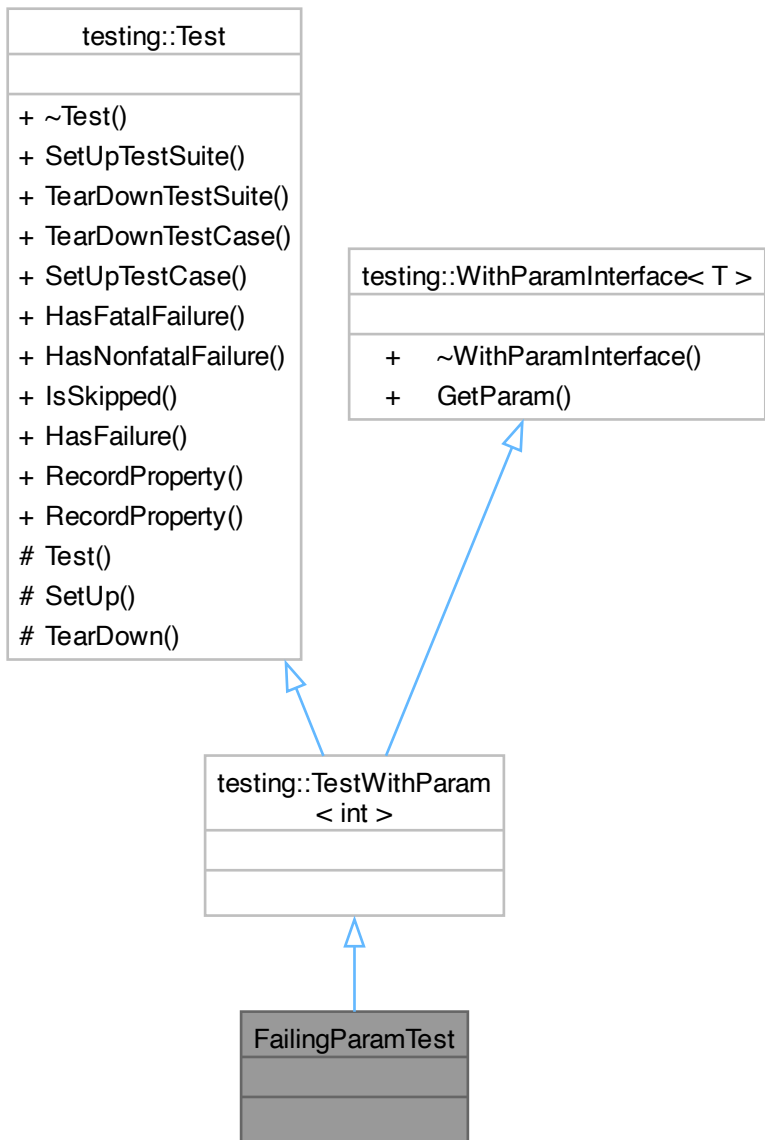 testing::Test
+ ~Test()
+ SetUpTestSuite()
+ TearDownTestSuite()
+ TearDownTestCase()
+ SetUpTestCase()
+ HasFatalFailure()
+ HasNonfatalFailure()
+ IsSkipped()
+ HasFailure()
+ RecordProperty()
+ RecordProperty()
# Test()
# SetUp()
# TearDown()
testing::WithParamInterface< T >
+ ~WithParamInterface()
+ GetParam()
testing::TestWithParam
< int >
FailingParamTest